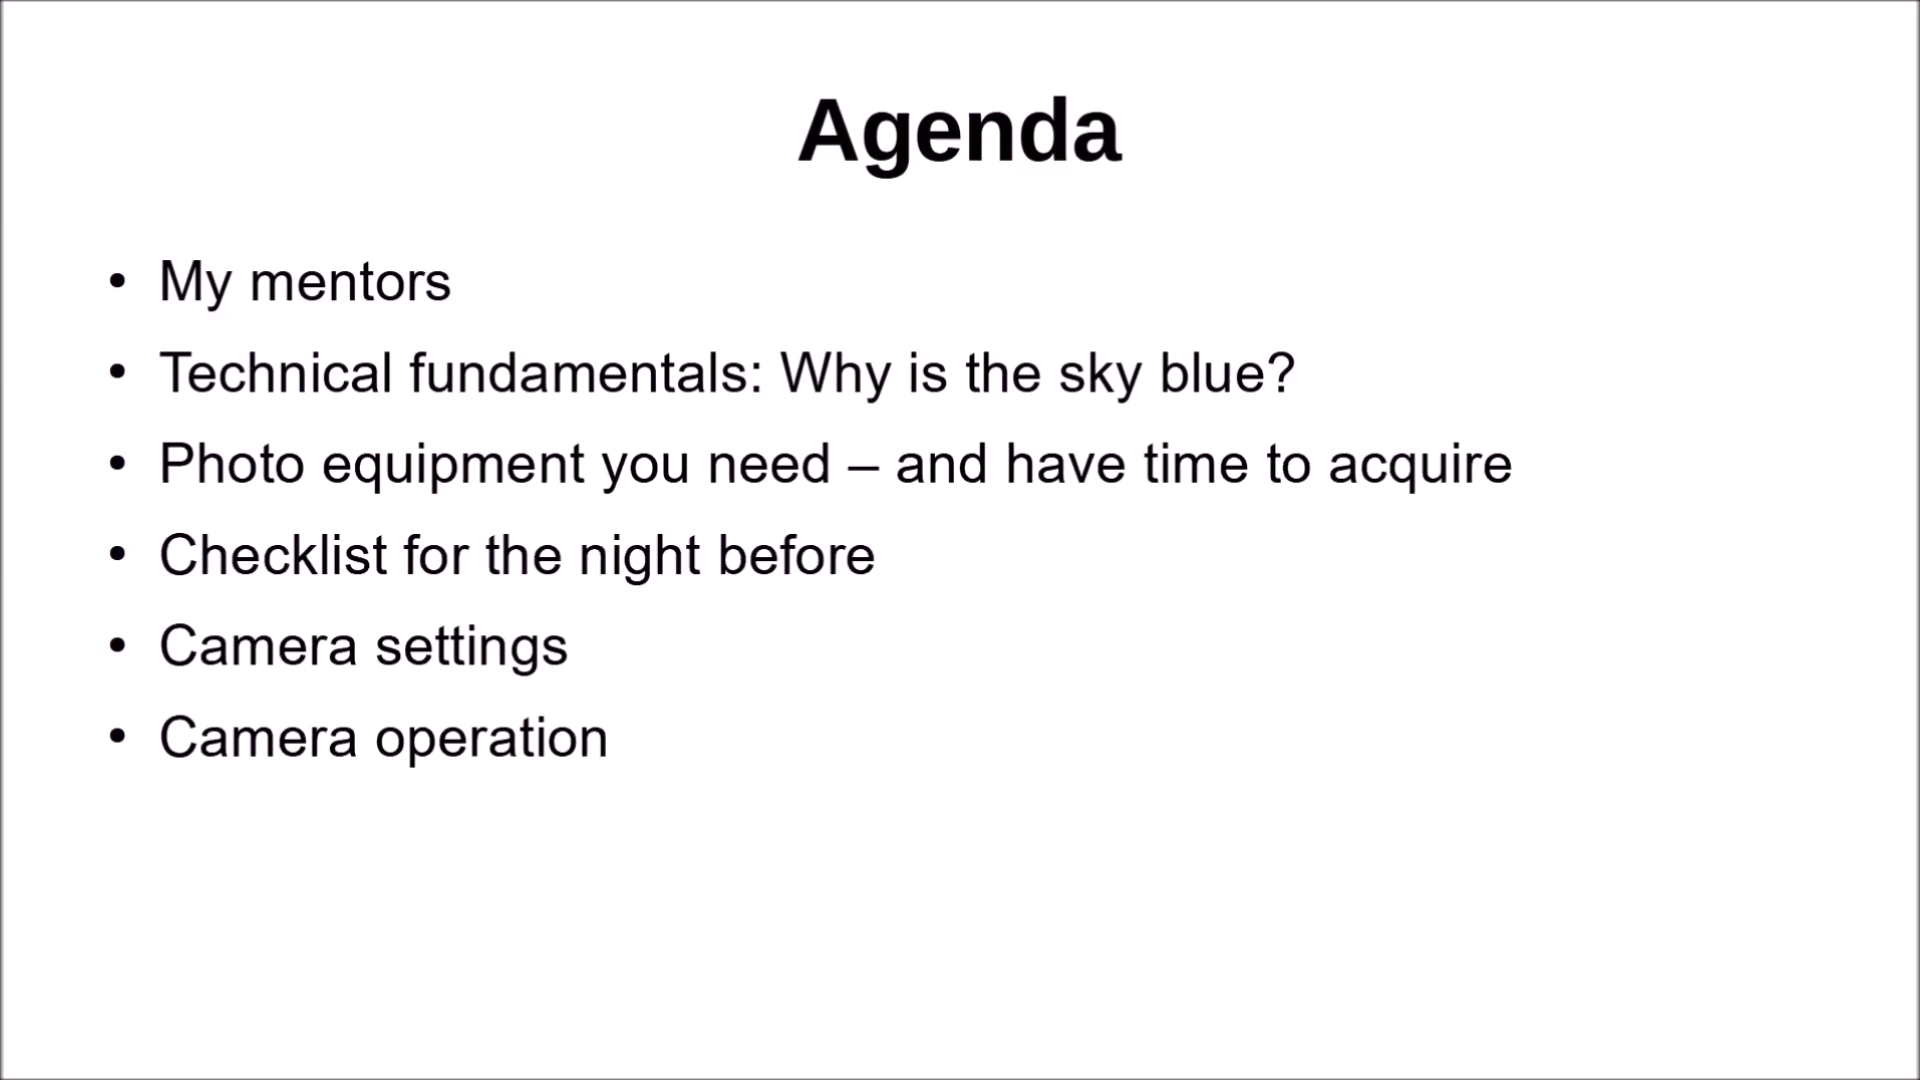 Agenda
• My mentors
• Technical fundamentals: Why is the sky blue?
• Photo equipment you need – and have time to acquire
• Checklist for the night before
• Camera settings
• Camera operation